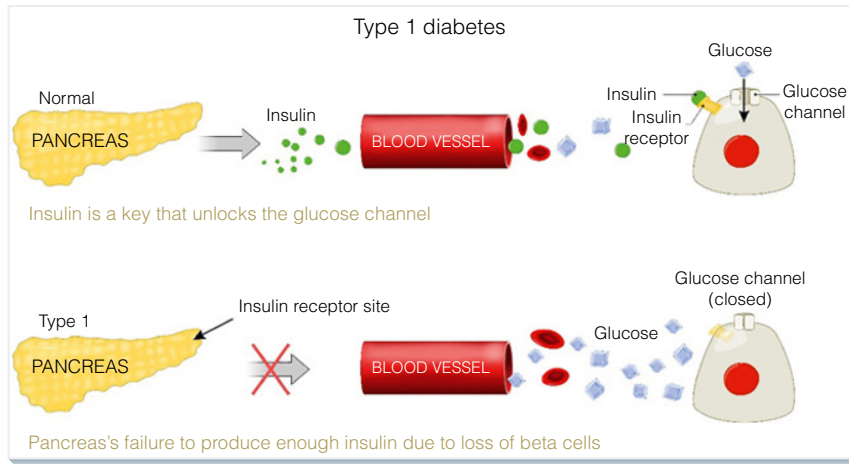 Type 1 diabetes
Normal
PANCREAS
Insulin
BLOOD VESSEL
Glucose
Insulin
Insulin
receptor
Glucose
channel
Insulin is a key that unlocks the glucose channel
Type 1
PANCREAS
Insulin receptor site
BLOOD VESSEL
Glucose
Glucose channel
(closed)
Pancreas's failure to produce enough insulin due to loss of beta cells